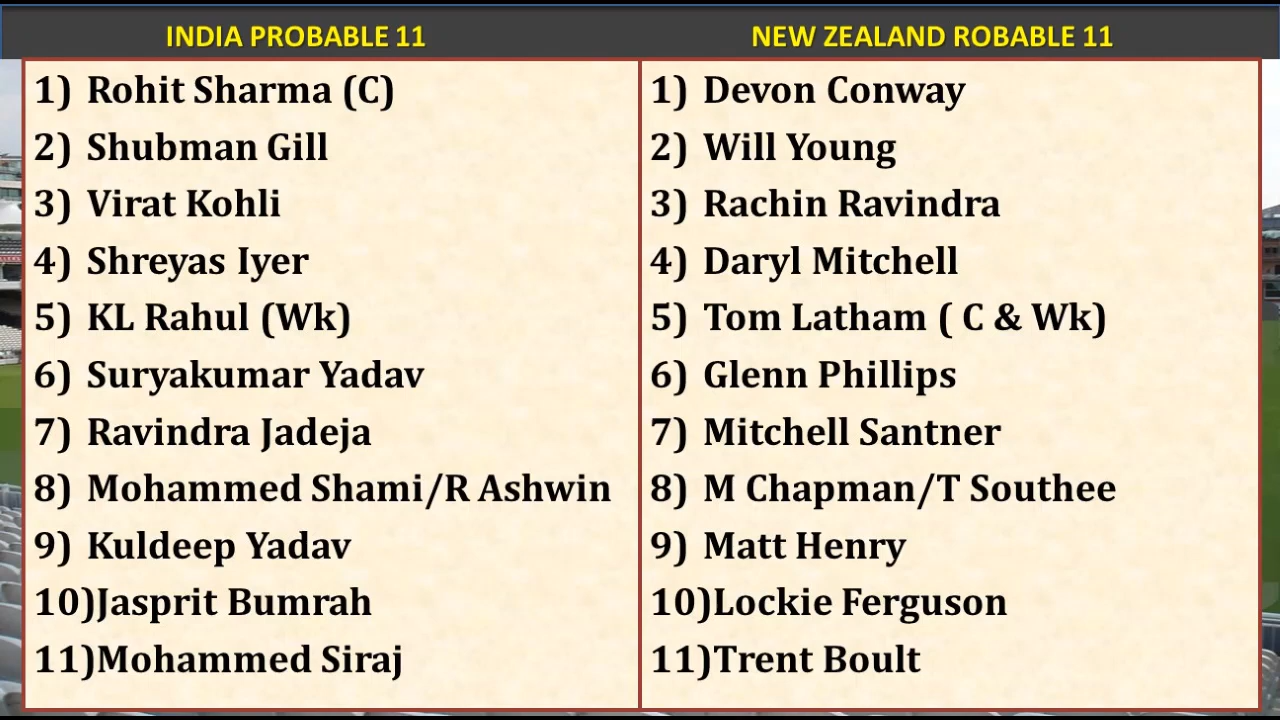 INDIA PROBABLE 11
1) Rohit Sharma (C)
2) Shubman Gill
3) Virat Kohli
4) Shreyas Iyer
5) KL Rahul (Wk)
6) Suryakumar Yadav
7) Ravindra Jadeja
8) Mohammed Shami/R Ashwin
9) Kuldeep Yadav
10)Jasprit Bumrah
11)Mohammed Siraj
NEW ZEALAND ROBABLE 11
1) Devon Conway
2) Will Young
3) Rachin Ravindra
4) Daryl Mitchell
5) Tom Latham ( C & Wk)
6) Glenn Phillips
7) Mitchell Santner
8) M Chapman/T Southee
9) Matt Henry
10)Lockie Ferguson
11)Trent Boult